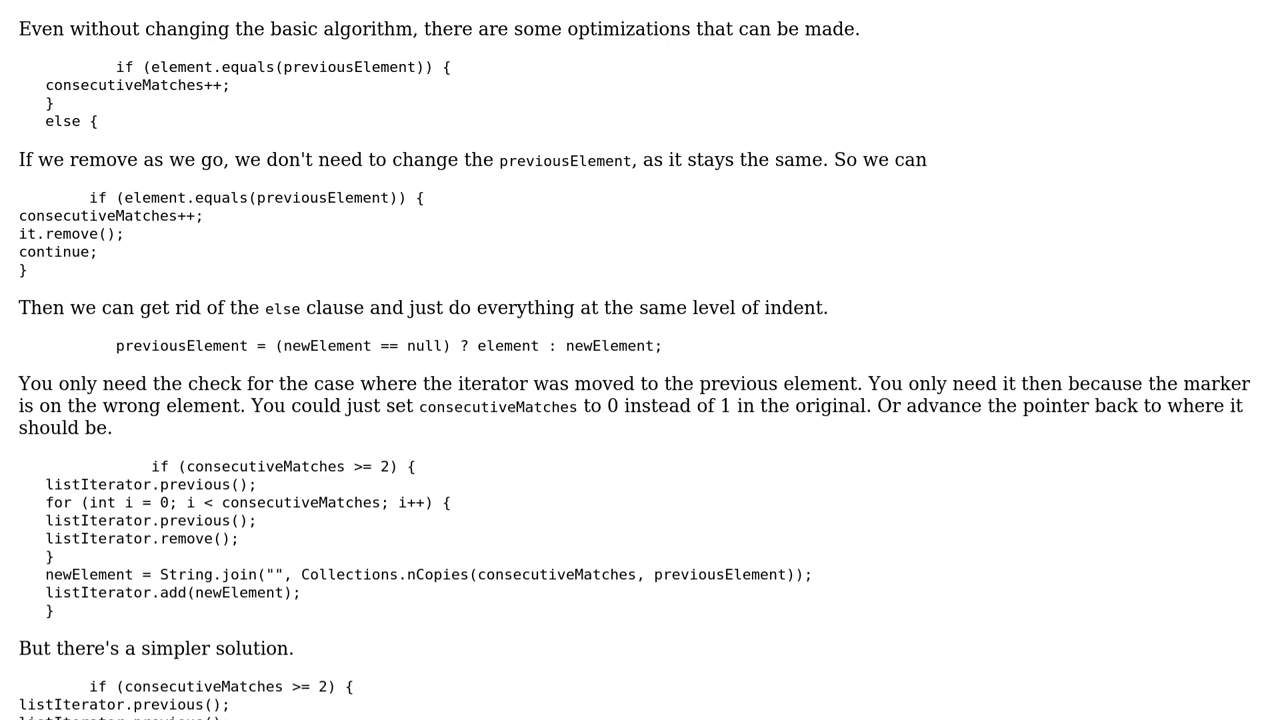 Even without changing the basic algorithm, there are some optimizations that can be made.
if (element.equals(previousElement)) {
consecutiveMatches++;
}
else {
If we remove as we go, we don't need to change the previousElement, as it stays the same. So we can
if (element.equals(previousElement)) {
consecutiveMatches++;
it.remove();
continue;
}
Then we can get rid of the else clause and just do everything at the same level of indent.
previousElement = (newElement == null) ? element : newElement;
You only need the check for the case where the iterator was moved to the previous element. You only need it then because the marker
is on the wrong element. You could just set consecutiveMatches to 0 instead of 1 in the original. Or advance the pointer back to where it
should be.
if (consecutiveMatches >= 2) {
listIterator.previous();
for (int i = 0; i < consecutiveMatches; i++) {
listIterator.previous();
listIterator.remove();
}
newElement = String.join("", Collections.nCopies(consecutiveMatches, previousElement));
listIterator.add(newElement);
}
But there's a simpler solution.
if (consecutiveMatches >= 2) {
listIterator.previous();